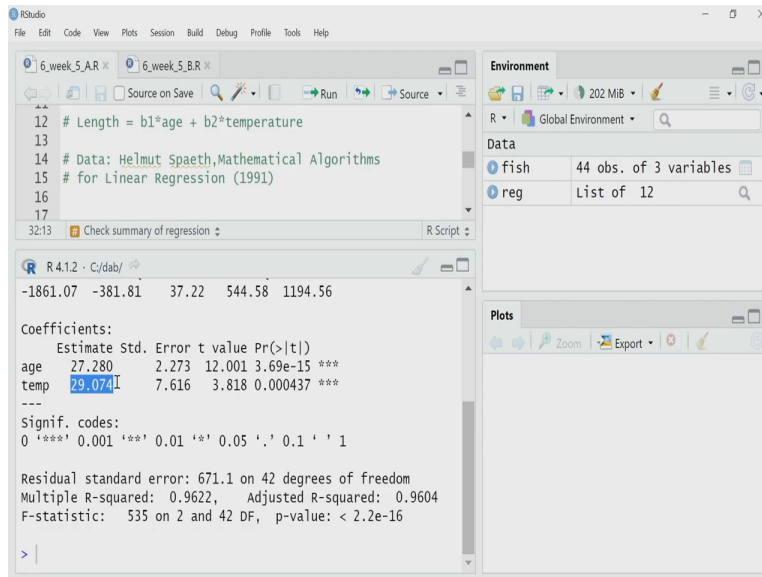 RStudio
File Edit Code View Plots Session Build Debug Profile Tools Help
6_week_5_A.R × 6_week_5_B.R ×
Source on Save Run Source
12 # Length = b1*age + b2*temperature
13
14 # Data: Helmut Spaeth,Mathematical Algorithms
15 # for Linear Regression (1991)
16
17
32:13 # Check summary of regression R Script
R 4.1.2 · C:/dab/
-1861.07 -381.81 37.22 544.58 1194.56
Coefficients:
Estimate Std. Error t value Pr(>|t|)
age 27.280 2.273 12.001 3.69e-15 ***
temp 29.074 7.616 3.818 0.000437 ***
---
Signif. codes:
0 ‘***’ 0.001 ‘**’ 0.01 ‘*’ 0.05 ‘.’ 0.1 ‘ ’ 1
Residual standard error: 671.1 on 42 degrees of freedom
Multiple R-squared: 0.9622, Adjusted R-squared: 0.9604
F-statistic: 535 on 2 and 42 DF, p-value: < 2.2e-16
>
Environment
202 MiB
R Global Environment
Data
fish 44 obs. of 3 variables
reg List of 12
Plots
Zoom Export